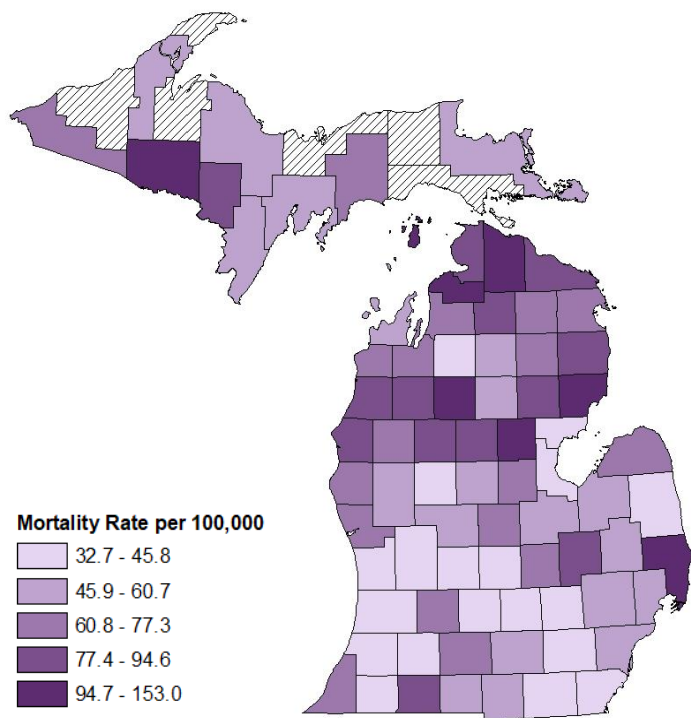 Mortality Rate per 100,000
32.7 - 45.8
45.9 - 60.7
60.8 - 77.3
77.4 - 94.6
94.7 - 153.0